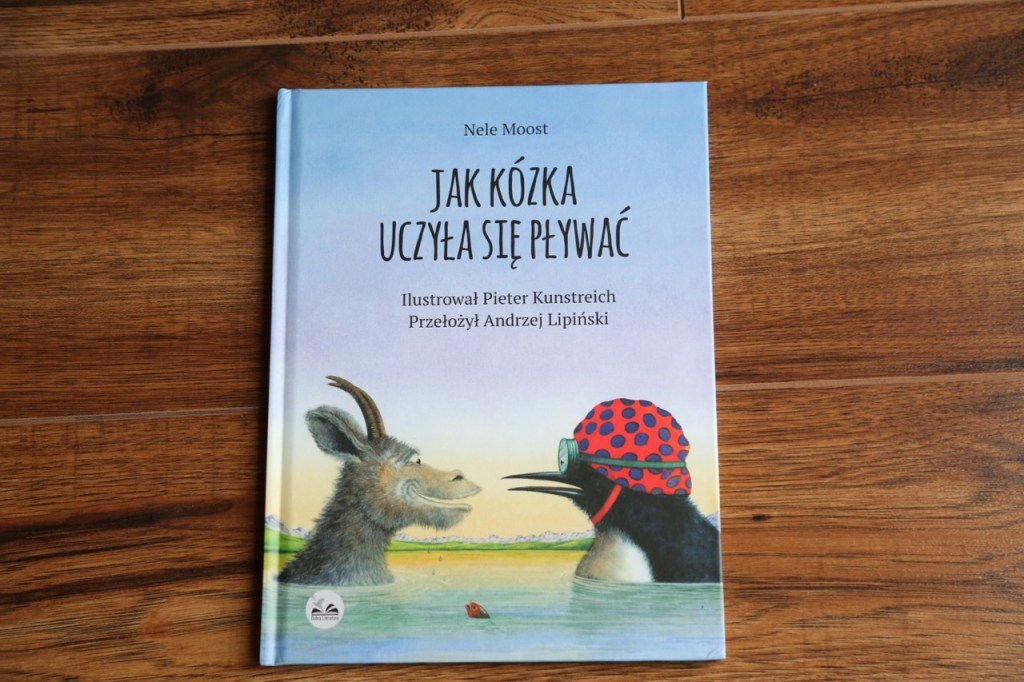 Nele Moost
JAK KÓZKA
UCZYŁA SIĘ PŁYWAĆ
Ilustrował Pieter Kunstreich
Przełożył Andrzej Lipiński